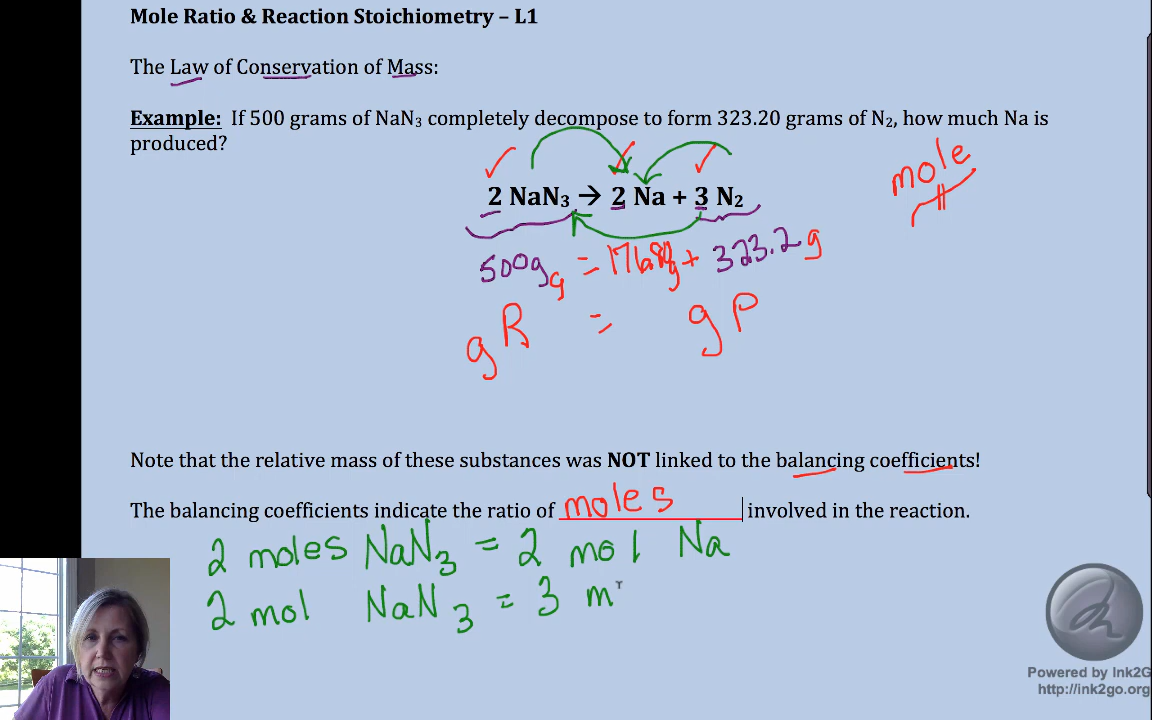 Mole Ratio & Reaction Stoichiometry – L1
The Law of Conservation of Mass:
Example: If 500 grams of NaN₃ completely decompose to form 323.20 grams of N₂, how much Na is
produced?
mole
2 NaN₃ → 2 Na + 3 N₂
500g g = 176.8g + 323.2 g
g R = g P
Note that the relative mass of these substances was NOT linked to the balancing coefficients!
The balancing coefficients indicate the ratio of moles involved in the reaction.
2 moles NaN₃ = 2 mol Na
2 mol NaN₃ = 3 m
Powered by Ink2G
http://ink2go.org